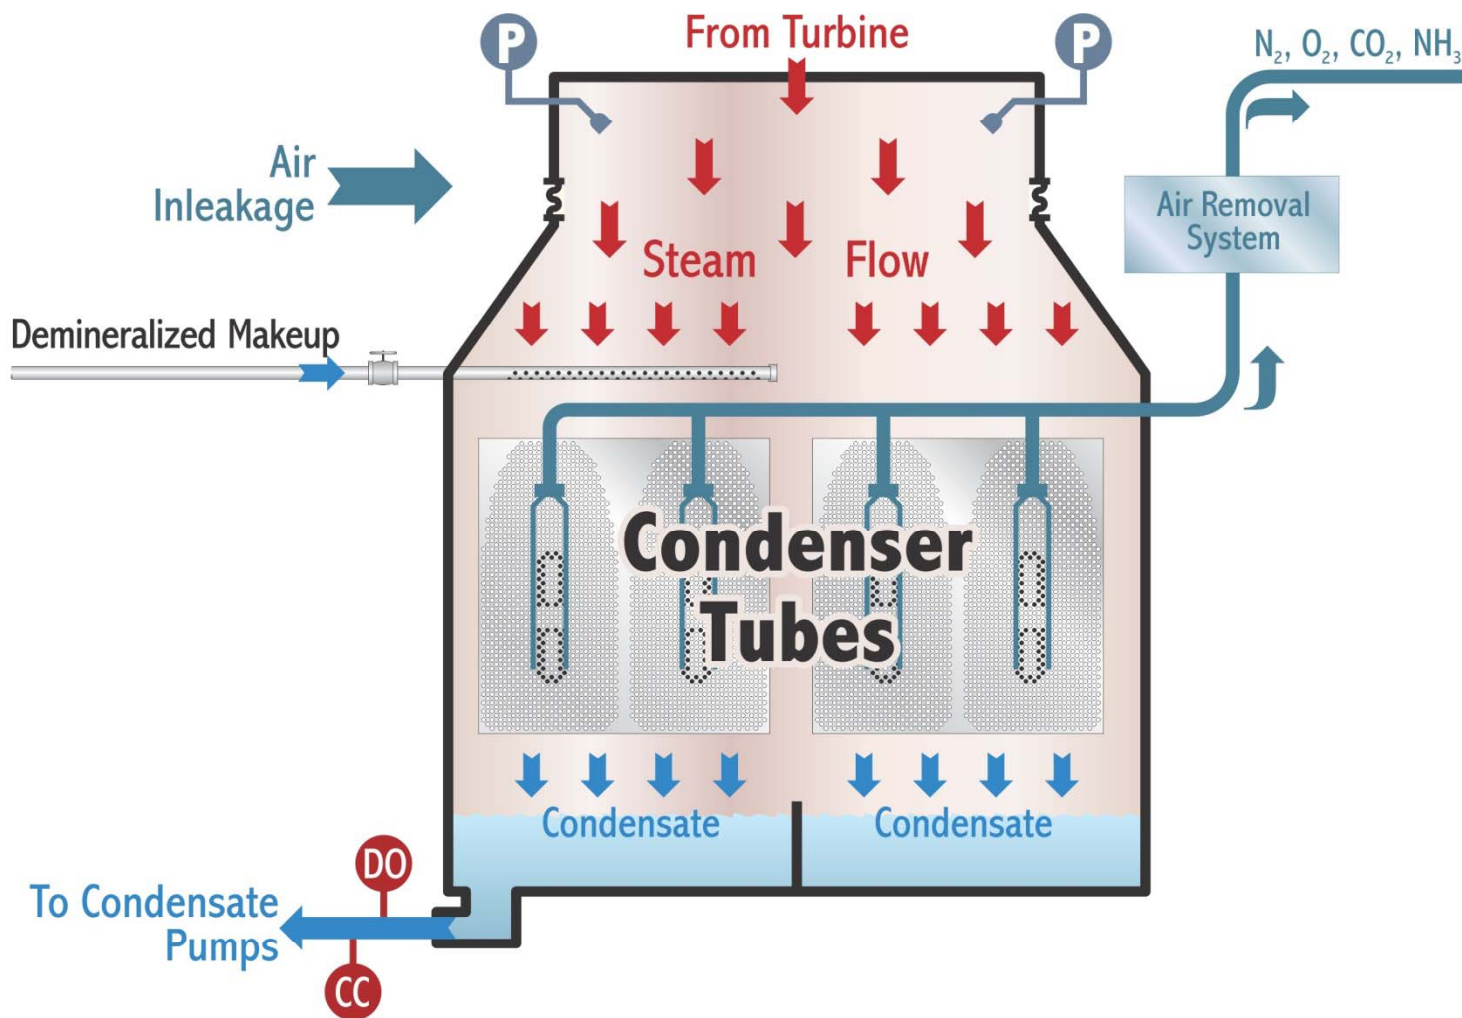 P
From Turbine
P
N₂, O₂, CO₂, NH₃
Air
Inleakage
Air Removal
System
Steam Flow
Demineralized Makeup
Condenser
Tubes
Condensate
Condensate
DO
To Condensate
Pumps
CC